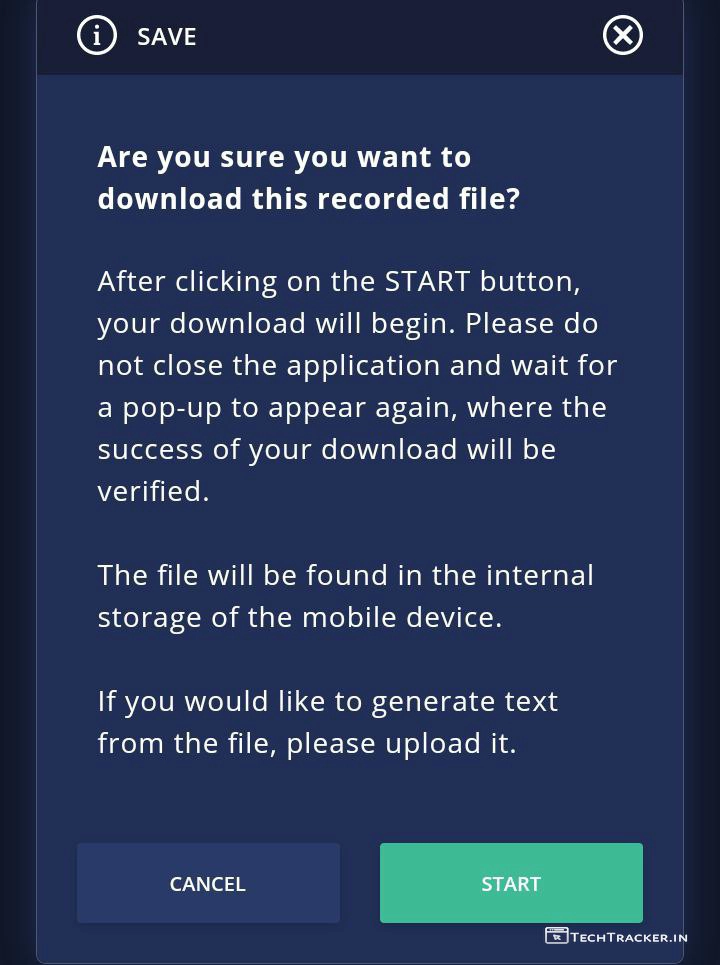 i SAVE
Are you sure you want to
download this recorded file?
After clicking on the START button,
your download will begin. Please do
not close the application and wait for
a pop-up to appear again, where the
success of your download will be
verified.
The file will be found in the internal
storage of the mobile device.
If you would like to generate text
from the file, please upload it.
CANCEL START
TECHTRACKER.IN